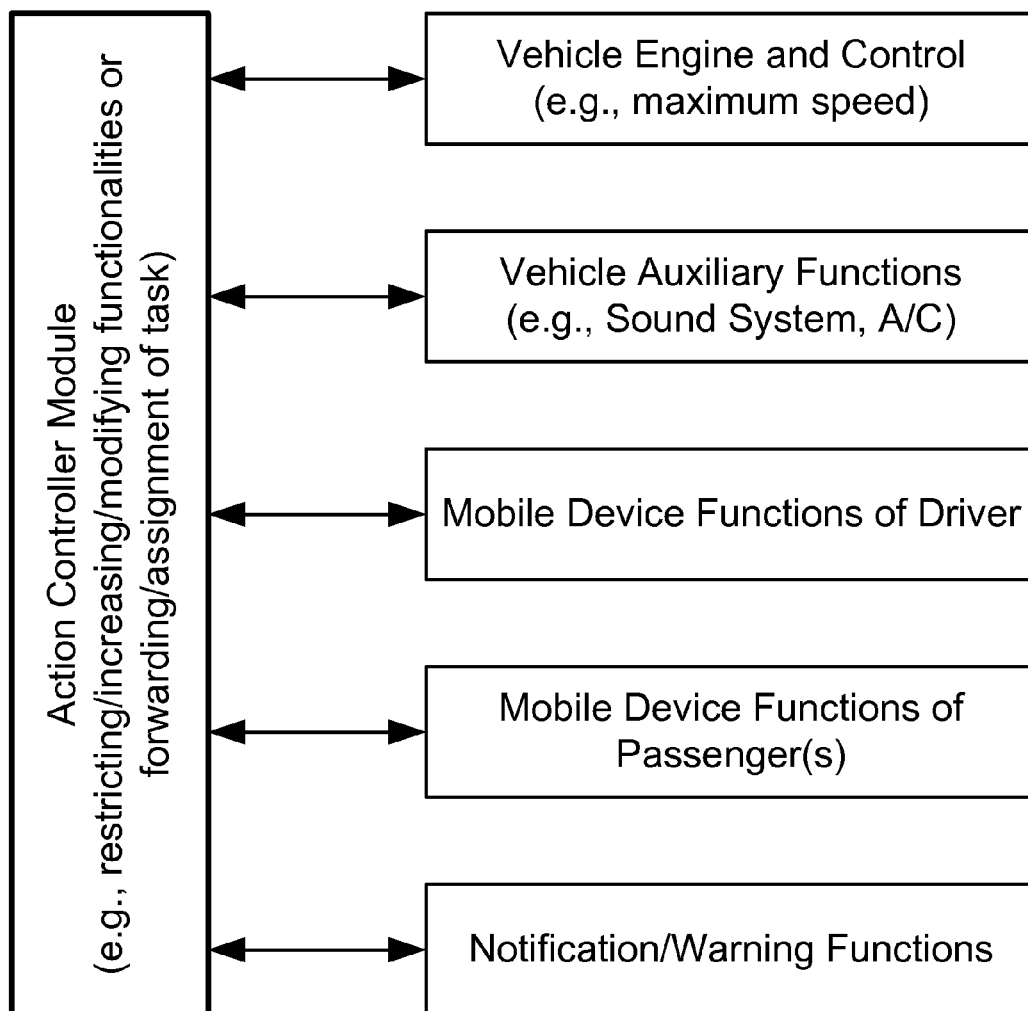 Action Controller Module
(e.g., restricting/increasing/modifying functionalities or
forwarding/assignment of task)
Vehicle Engine and Control
(e.g., maximum speed)
Vehicle Auxiliary Functions
(e.g., Sound System, A/C)
Mobile Device Functions of Driver
Mobile Device Functions of
Passenger(s)
Notification/Warning Functions